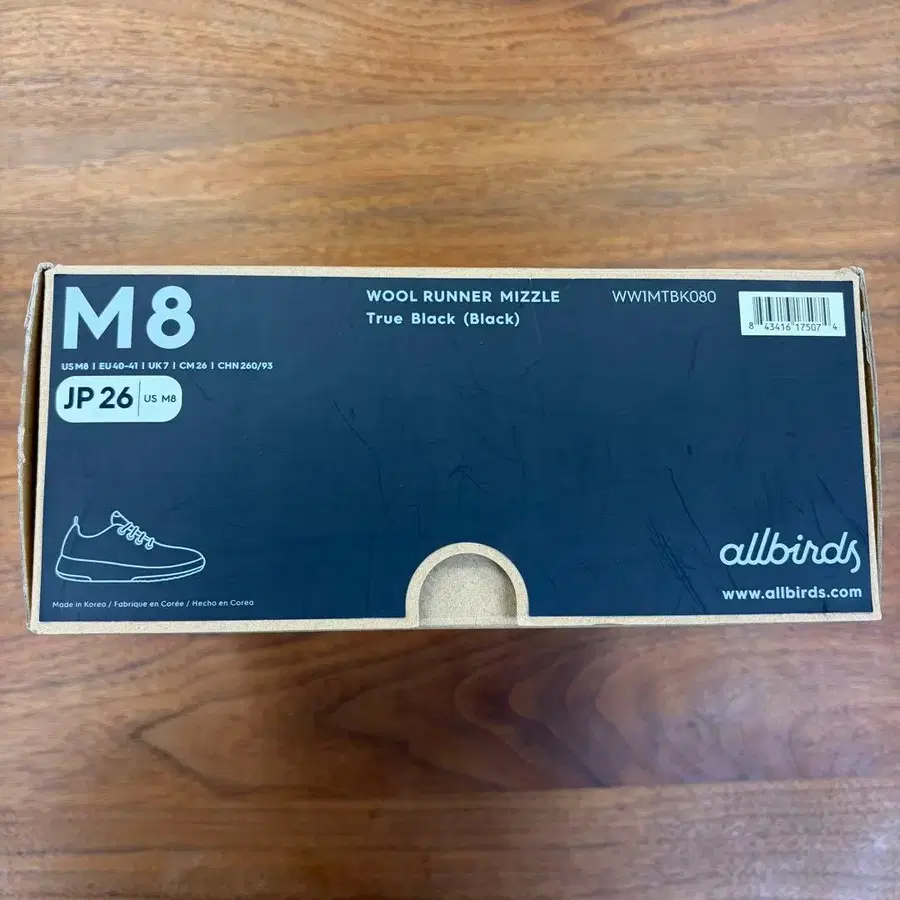 M8
US M8 | EU 40-41 | UK 7 | CM 26 | CHN 260/93
JP 26 | US M8
WOOL RUNNER MIZZLE
True Black (Black)
WW1MTBK080
8 43416 17507 4
Made in Korea / Fabrique en Corée / Hecho en Corea
allbirds
www.allbirds.com